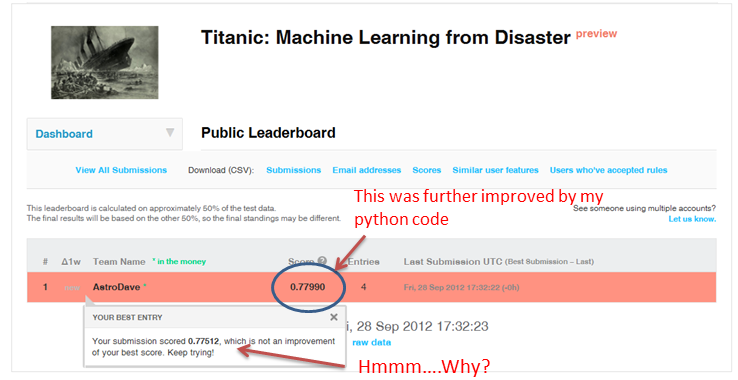 Titanic: Machine Learning from Disaster preview
Dashboard
Public Leaderboard
View All Submissions Download (CSV): Submissions Email addresses Scores Similar user features Users who've accepted rules
This was further improved by my
python code
This leaderboard is calculated on approximately 50% of the test data.
The final results will be based on the other 50%, so the final standings may be different.
See someone using multiple accounts?
Let us know.
# Δ1w Team Name * in the money Score ? Entries Last Submission UTC (Best Submission – Last)
1 new AstroDave * 0.77990 4 Fri, 28 Sep 2012 17:32:22 (-0h)
YOUR BEST ENTRY ×
Your submission scored 0.77512, which is not an improvement
of your best score. Keep trying!
i, 28 Sep 2012 17:32:23
raw data
Hmmm....Why?